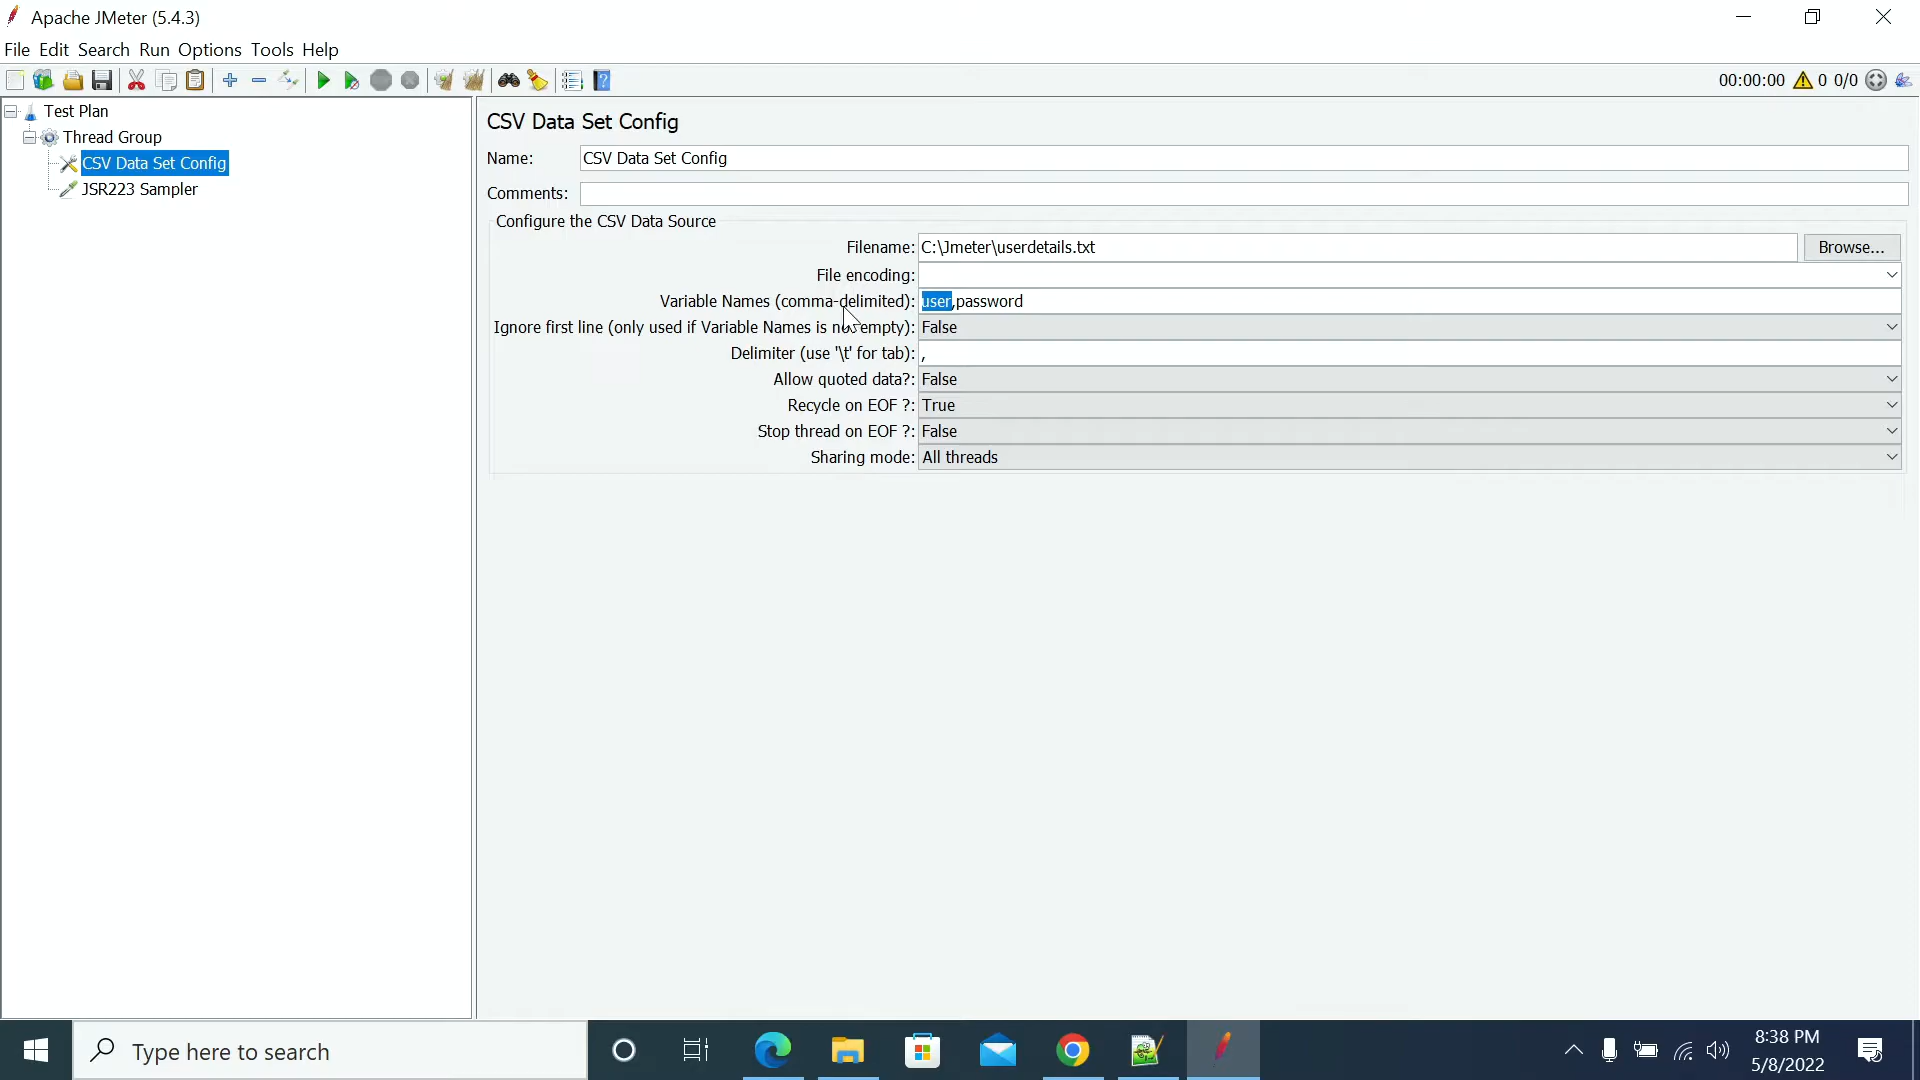 Apache JMeter (5.4.3)
File Edit Search Run Options Tools Help
00:00:00 0 0/0
Test Plan
Thread Group
CSV Data Set Config
JSR223 Sampler
CSV Data Set Config
Name: CSV Data Set Config
Comments:
Configure the CSV Data Source
Filename: C:\Jmeter\userdetails.txt Browse...
File encoding:
Variable Names (comma-delimited): user,password
Ignore first line (only used if Variable Names is not empty): False
Delimiter (use '\t' for tab): ,
Allow quoted data?: False
Recycle on EOF ?: True
Stop thread on EOF ?: False
Sharing mode: All threads
Type here to search
8:38 PM
5/8/2022